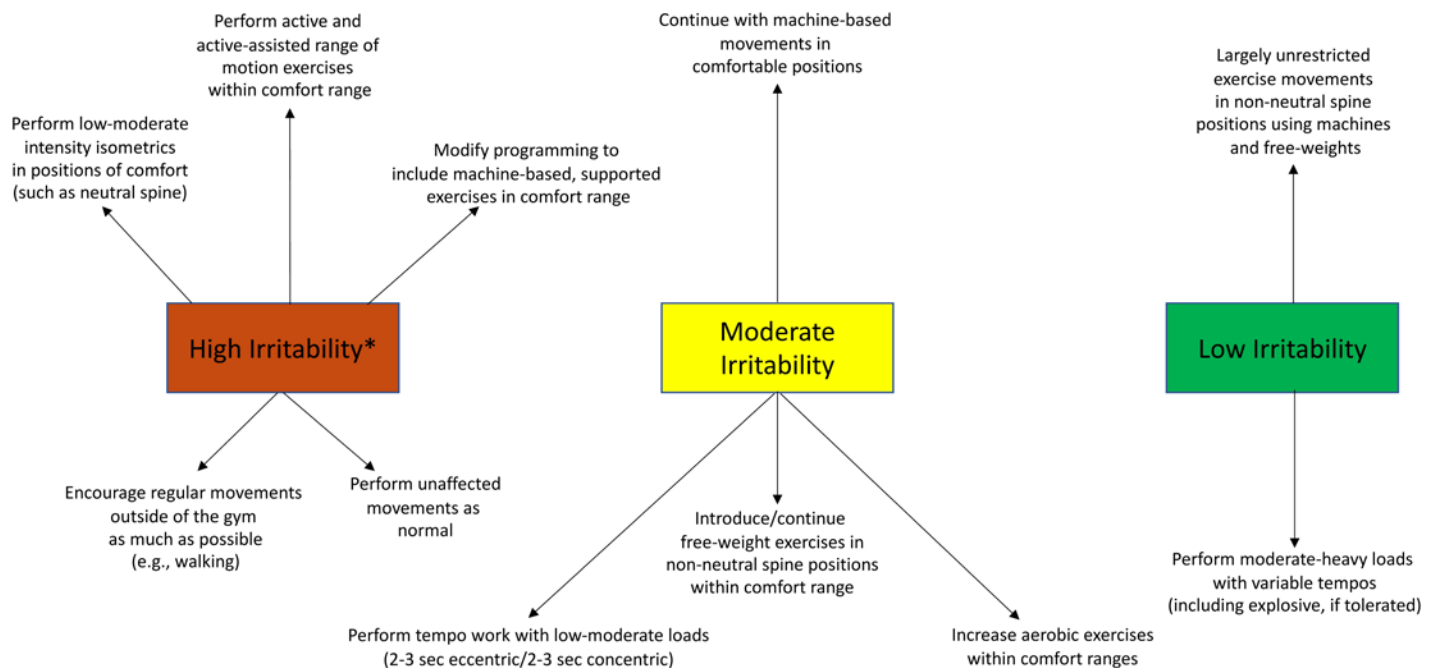 Perform active and
active-assisted range of
motion exercises
within comfort range
Perform low-moderate
intensity isometrics
in positions of comfort
(such as neutral spine)
Modify programming to
include machine-based, supported
exercises in comfort range
High Irritability*
Encourage regular movements
outside of the gym
as much as possible
(e.g., walking)
Perform unaffected
movements as
normal
Continue with machine-based
movements in
comfortable positions
Moderate
Irritability
Perform tempo work with low-moderate loads
(2-3 sec eccentric/2-3 sec concentric)
Introduce/continue
free-weight exercises in
non-neutral spine positions
within comfort range
Increase aerobic exercises
within comfort ranges
Largely unrestricted
exercise movements
in non-neutral spine
positions using machines
and free-weights
Low Irritability
Perform moderate-heavy loads
with variable tempos
(including explosive, if tolerated)